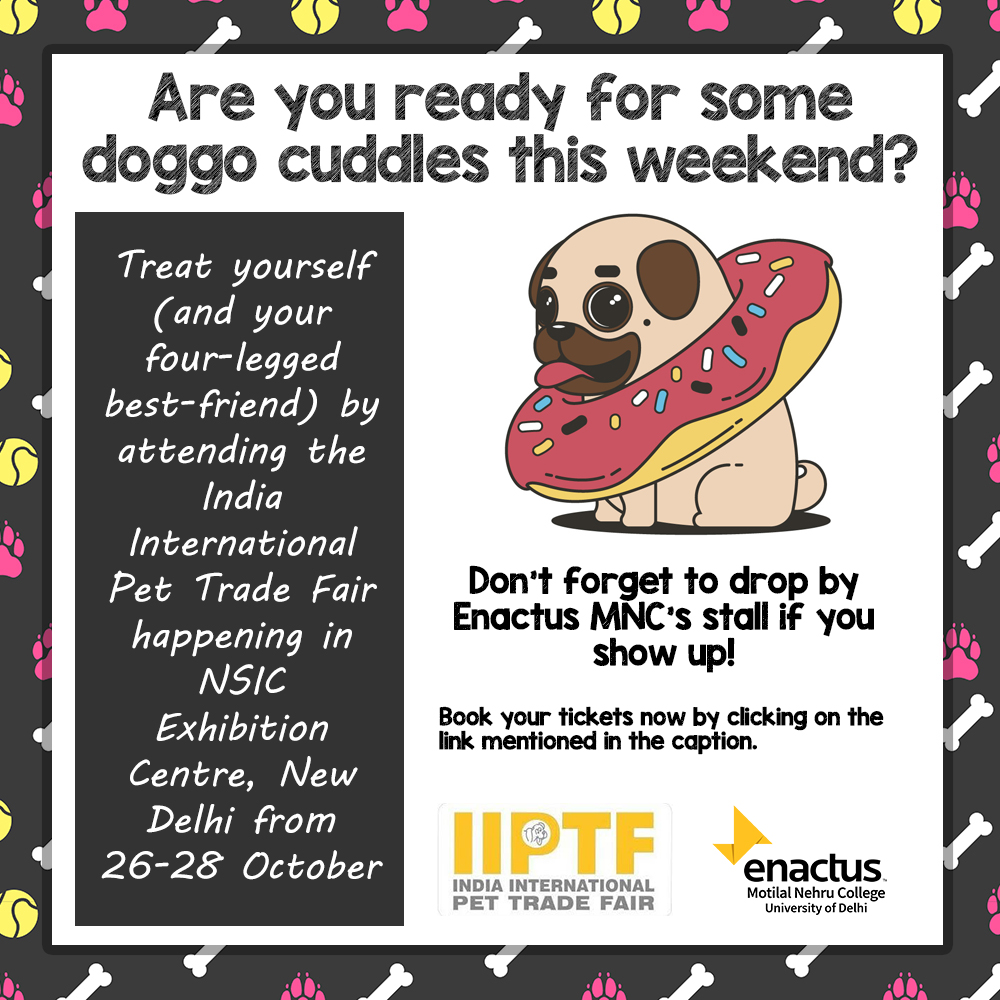 Are you ready for some
doggo cuddles this weekend?
Treat yourself
(and your
four-legged
best-friend) by
attending the
India
International
Pet Trade Fair
happening in
NSIC
Exhibition
Centre, New
Delhi from
26-28 October
Don't forget to drop by
Enactus MNC's stall if you
show up!
Book your tickets now by clicking on the
link mentioned in the caption.
IIPTF
INDIA INTERNATIONAL
PET TRADE FAIR
enactus™
Motilal Nehru College
University of Delhi